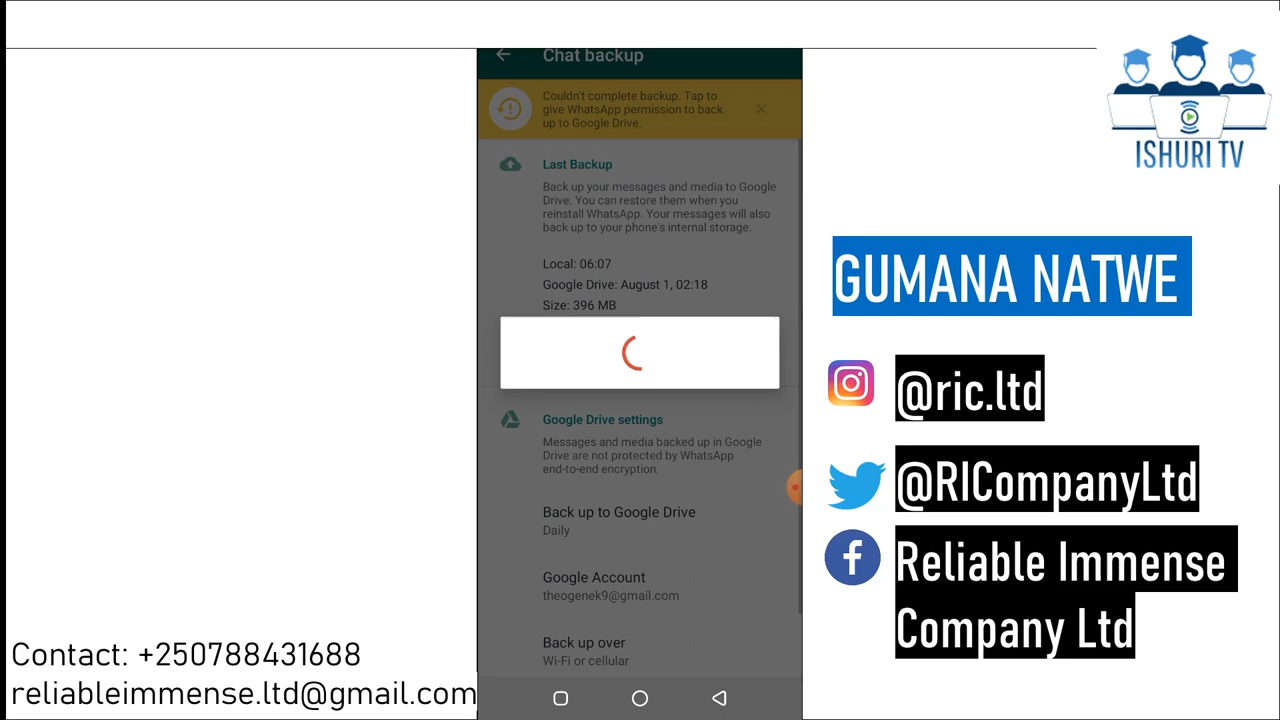 Chat backup
Couldn't complete backup. Tap to
give WhatsApp permission to back
up to Google Drive.
Last Backup
Back up your messages and media to Google
Drive. You can restore them when you
reinstall WhatsApp. Your messages will also
back up to your phone's internal storage.
Local: 06:07
Google Drive: August 1, 02:18
Size: 396 MB
Google Drive settings
Messages and media backed up in Google
Drive are not protected by WhatsApp
end-to-end encryption.
Back up to Google Drive
Daily
Google Account
theogenek9@gmail.com
Back up over
Wi-Fi or cellular
ISHURI TV
GUMANA NATWE
@ric.ltd
@RICompanyLtd
Reliable Immense
Company Ltd
Contact: +250788431688
reliableimmense.ltd@gmail.com